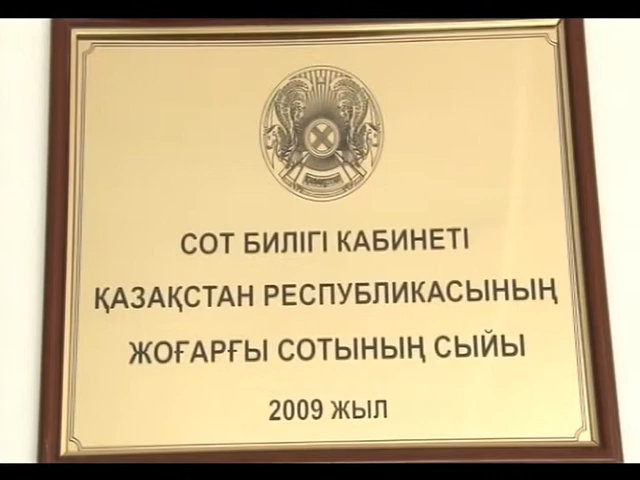 СОТ БИЛІГІ КАБИНЕТІ
ҚАЗАҚСТАН РЕСПУБЛИКАСЫНЫҢ
ЖОҒАРҒЫ СОТЫНЫҢ СЫЙЫ
2009 ЖЫЛ